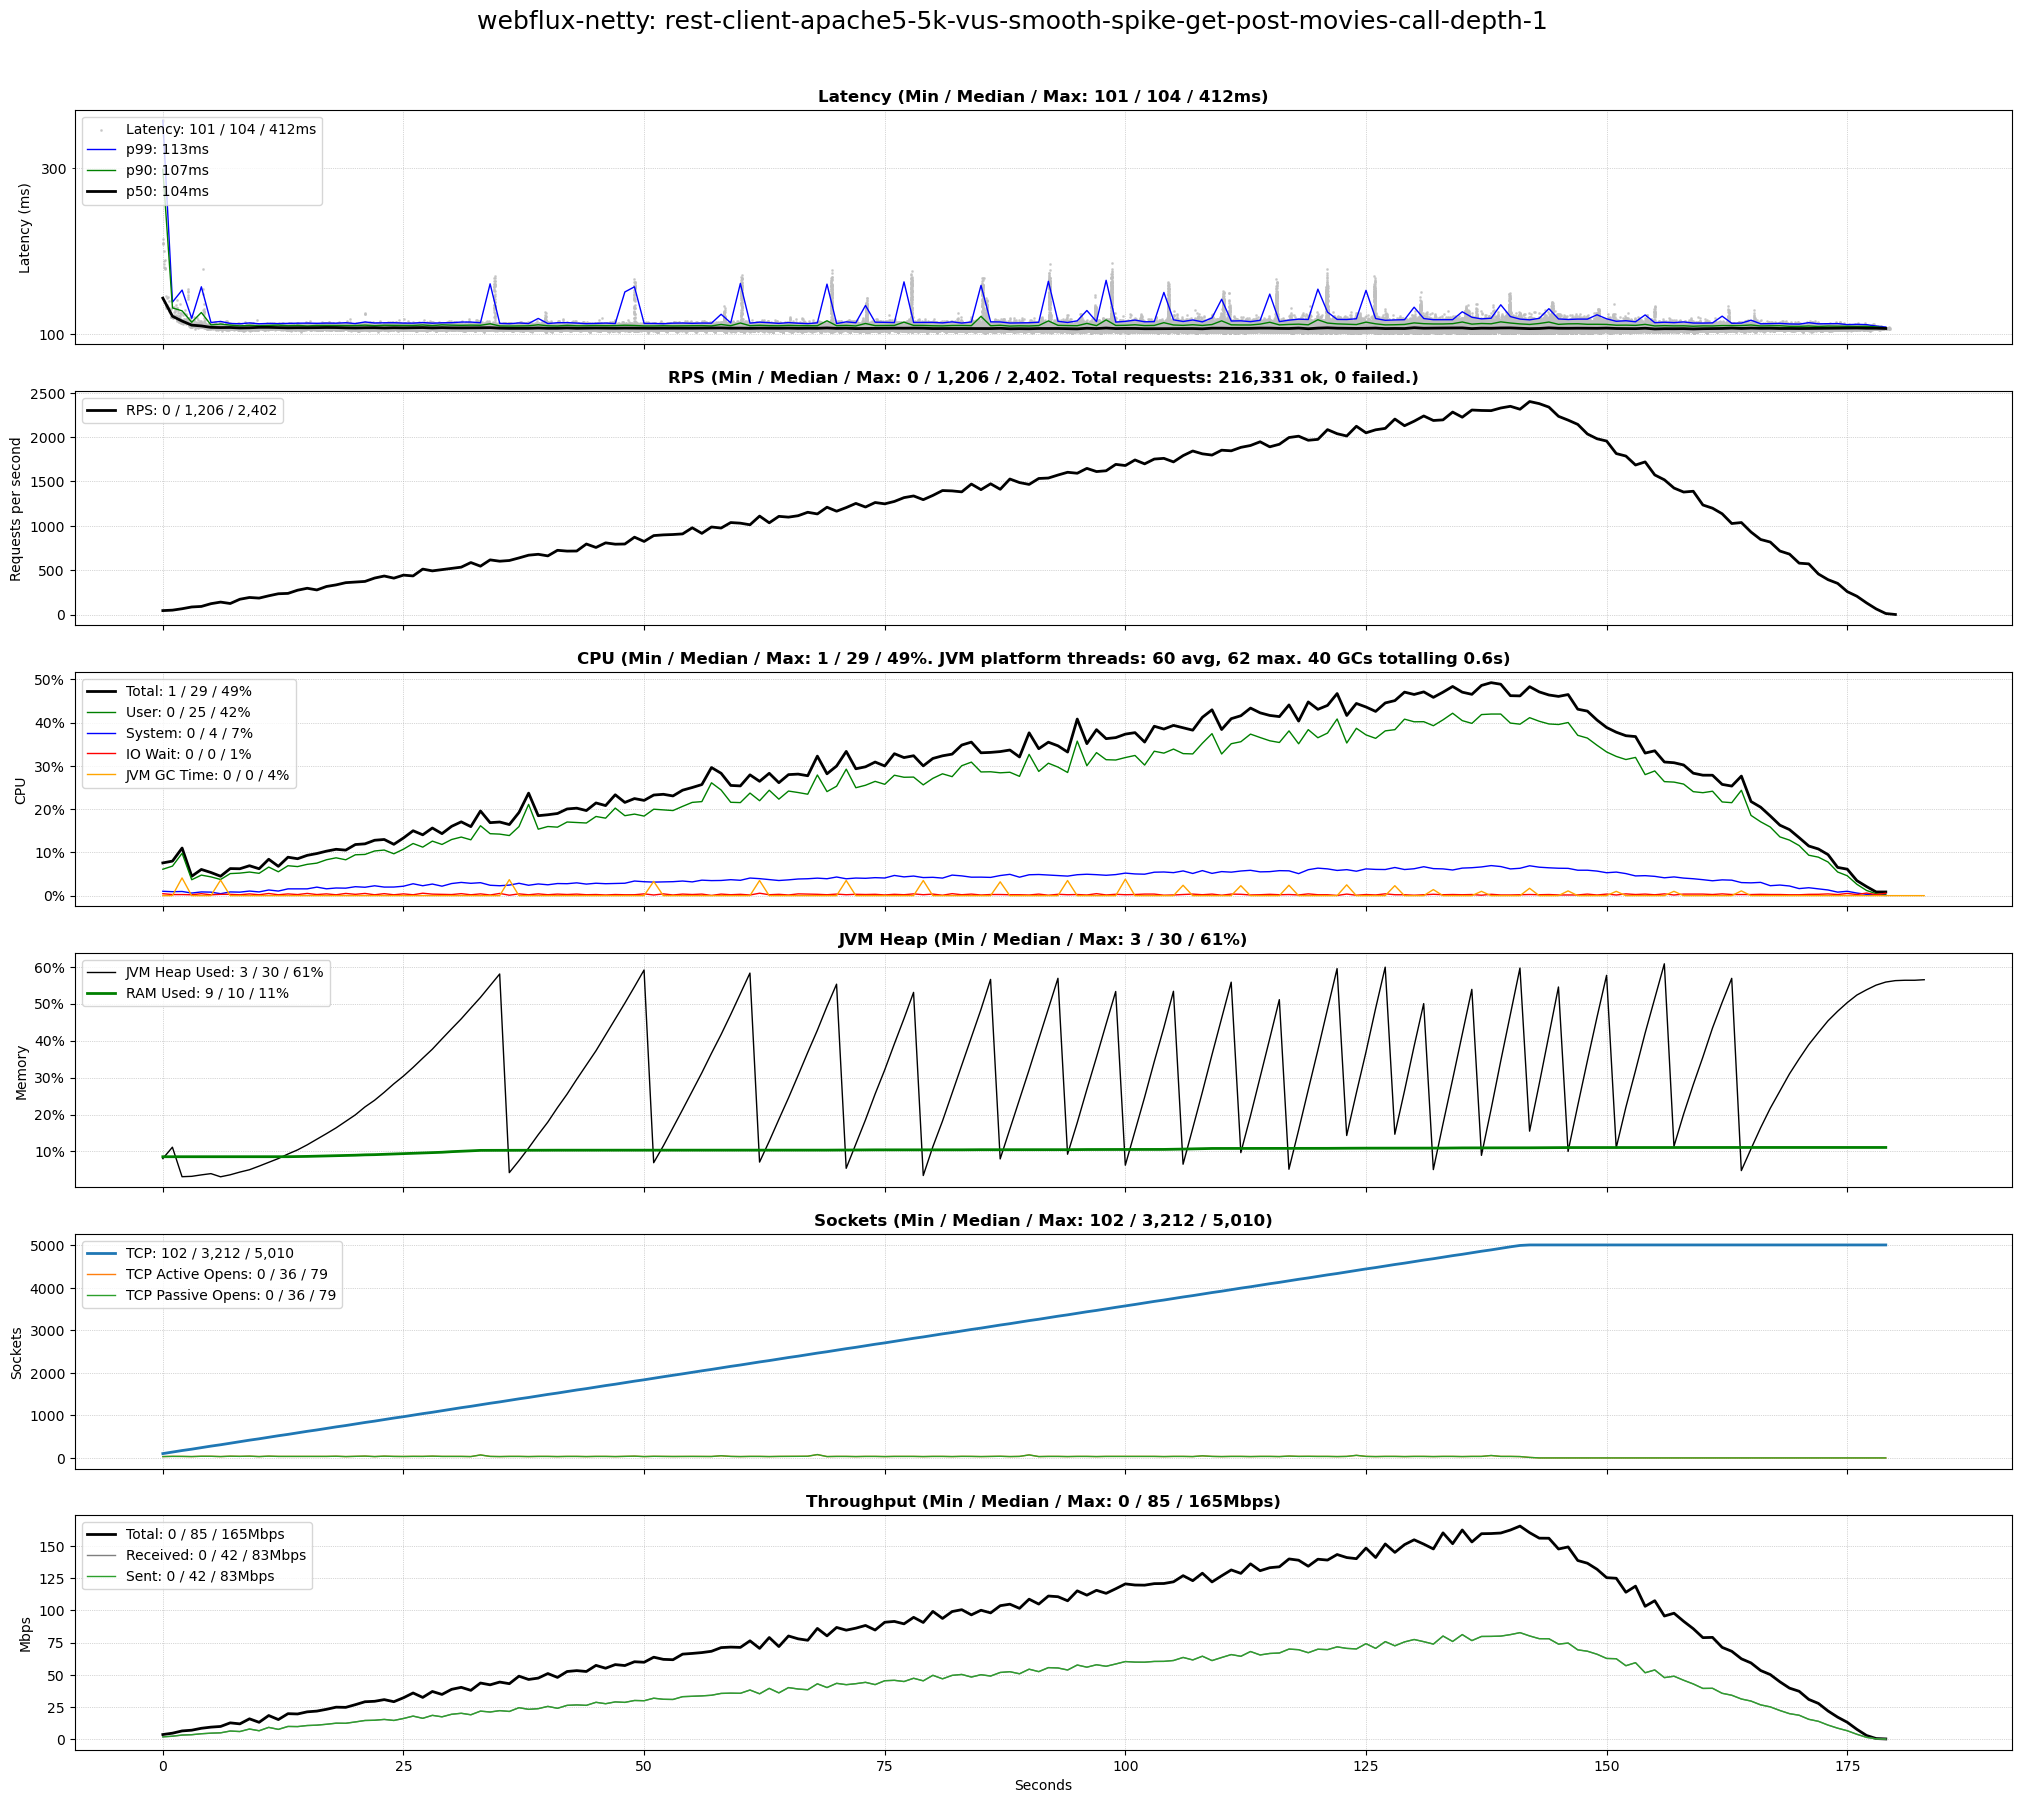 webflux-netty: rest-client-apache5-5k-vus-smooth-spike-get-post-movies-call-depth-1
Latency (Min / Median / Max: 101 / 104 / 412ms)
Latency: 101 / 104 / 412ms
p99: 113ms
p90: 107ms
p50: 104ms
300
100
Latency (ms)
RPS (Min / Median / Max: 0 / 1,206 / 2,402. Total requests: 216,331 ok, 0 failed.)
RPS: 0 / 1,206 / 2,402
2500
2000
1500
1000
500
0
Requests per second
CPU (Min / Median / Max: 1 / 29 / 49%. JVM platform threads: 60 avg, 62 max. 40 GCs totalling 0.6s)
Total: 1 / 29 / 49%
User: 0 / 25 / 42%
System: 0 / 4 / 7%
IO Wait: 0 / 0 / 1%
JVM GC Time: 0 / 0 / 4%
50%
40%
30%
20%
10%
0%
CPU
JVM Heap (Min / Median / Max: 3 / 30 / 61%)
JVM Heap Used: 3 / 30 / 61%
RAM Used: 9 / 10 / 11%
60%
50%
40%
30%
20%
10%
Memory
Sockets (Min / Median / Max: 102 / 3,212 / 5,010)
TCP: 102 / 3,212 / 5,010
TCP Active Opens: 0 / 36 / 79
TCP Passive Opens: 0 / 36 / 79
5000
4000
3000
2000
1000
0
Sockets
Throughput (Min / Median / Max: 0 / 85 / 165Mbps)
Total: 0 / 85 / 165Mbps
Received: 0 / 42 / 83Mbps
Sent: 0 / 42 / 83Mbps
150
125
100
75
50
25
0
Mbps
0 25 50 75 100 125 150 175
Seconds